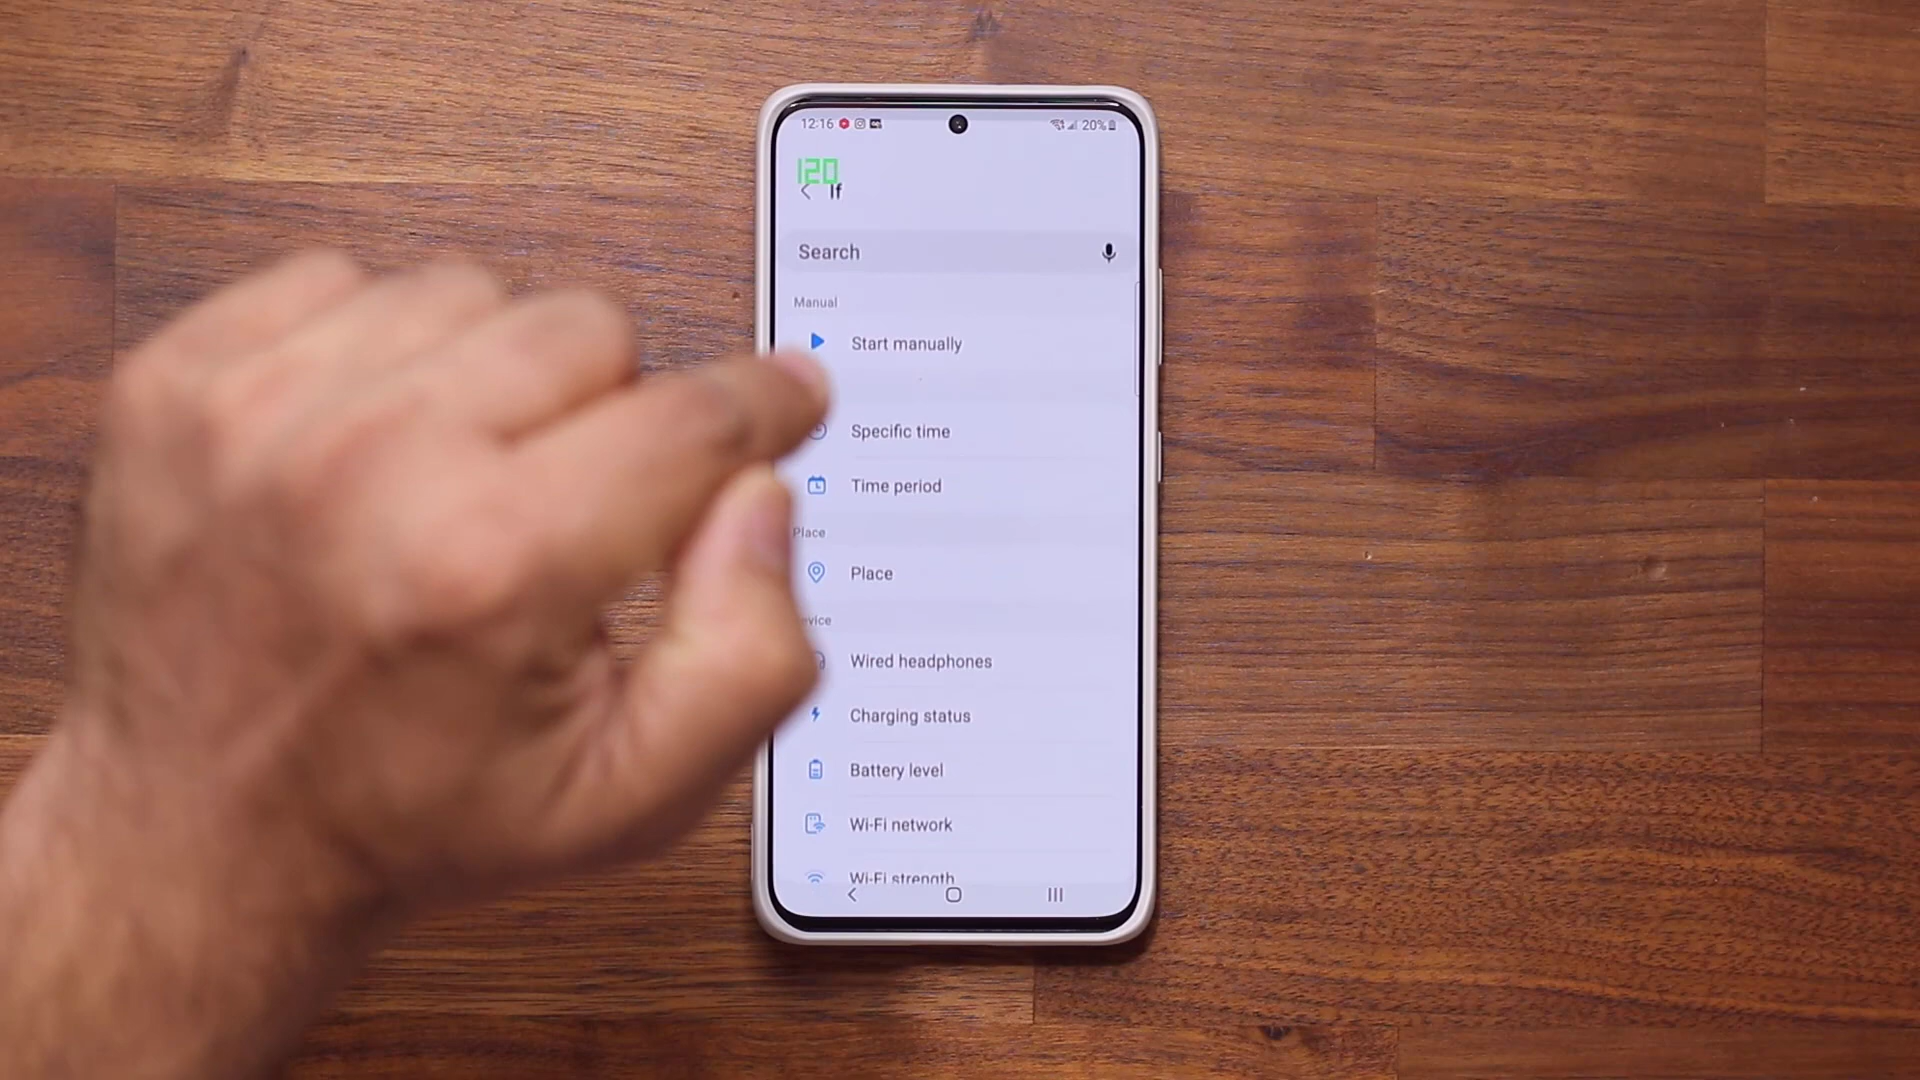 12:16 20%
120
If
Search
Manual
Start manually
Specific time
Time period
Place
Place
evice
Wired headphones
Charging status
Battery level
Wi-Fi network
Wi-Fi strength